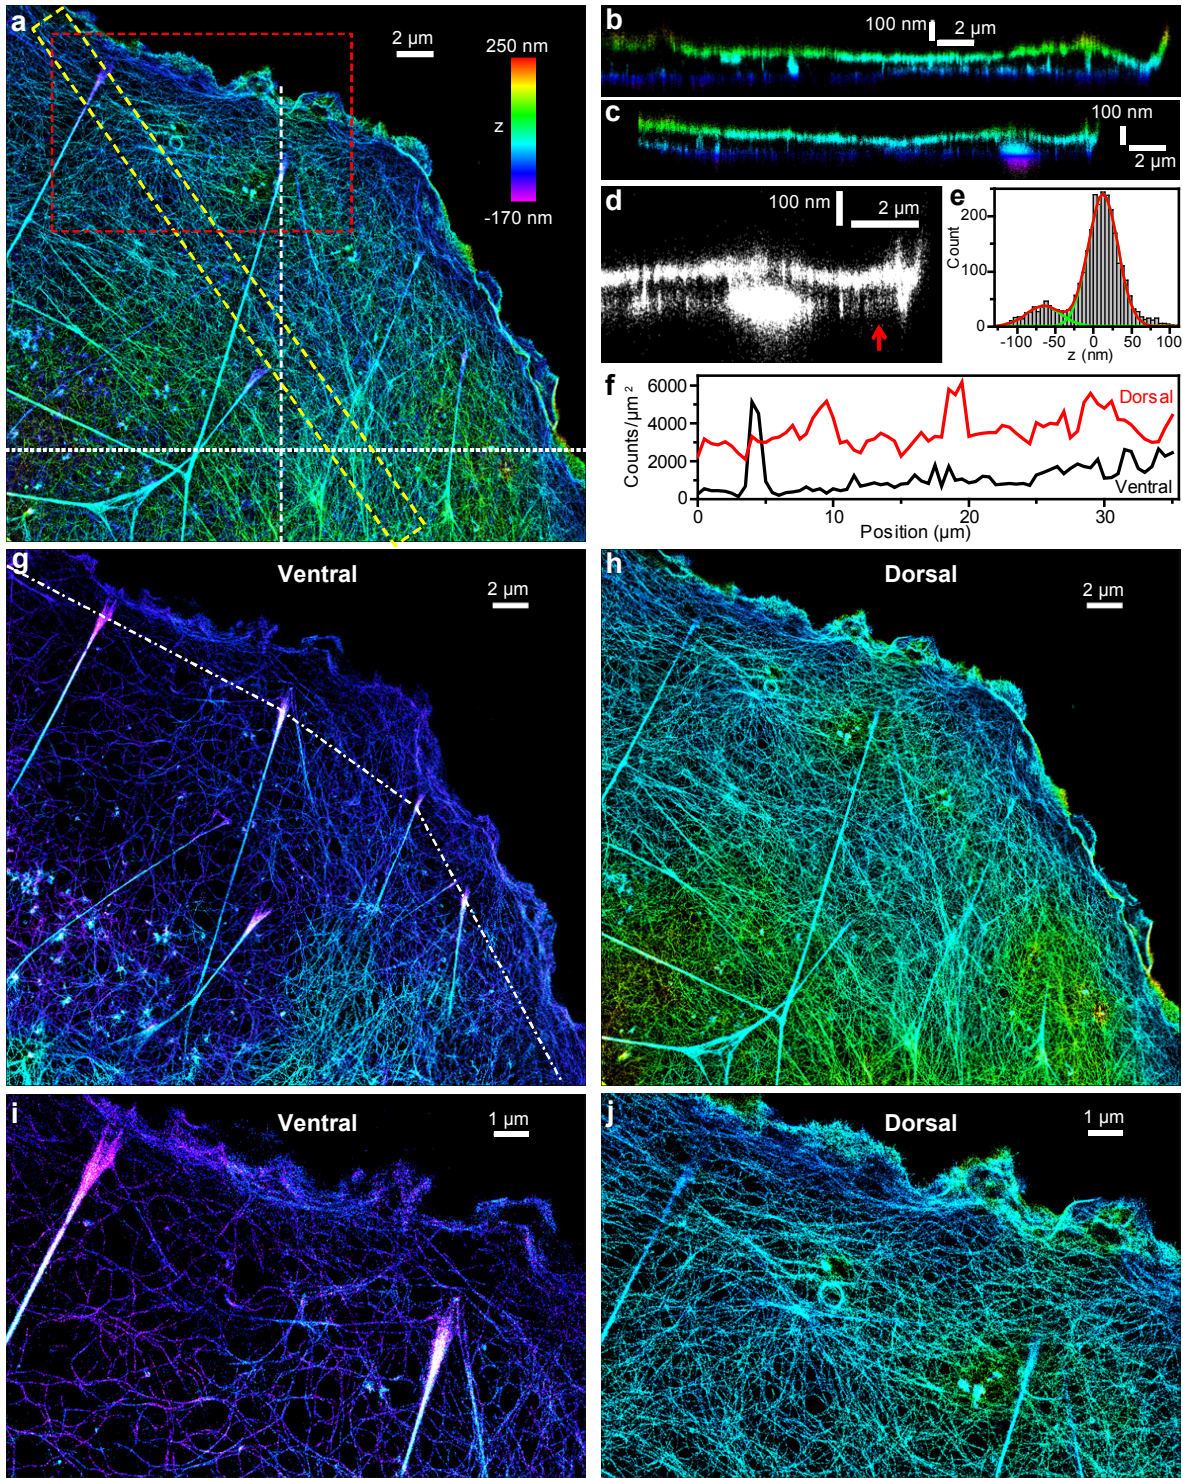 a
2 µm
250 nm
z
-170 nm
b
100 nm
2 µm
c
100 nm
2 µm
d
100 nm
2 µm
e
Count
200
100
0
-100
-50
0
50
100
z (nm)
f
Counts/µm²
6000
4000
2000
0
Dorsal
Ventral
0
10
20
30
Position (µm)
g
Ventral
2 µm
h
Dorsal
2 µm
i
Ventral
1 µm
j
Dorsal
1 µm